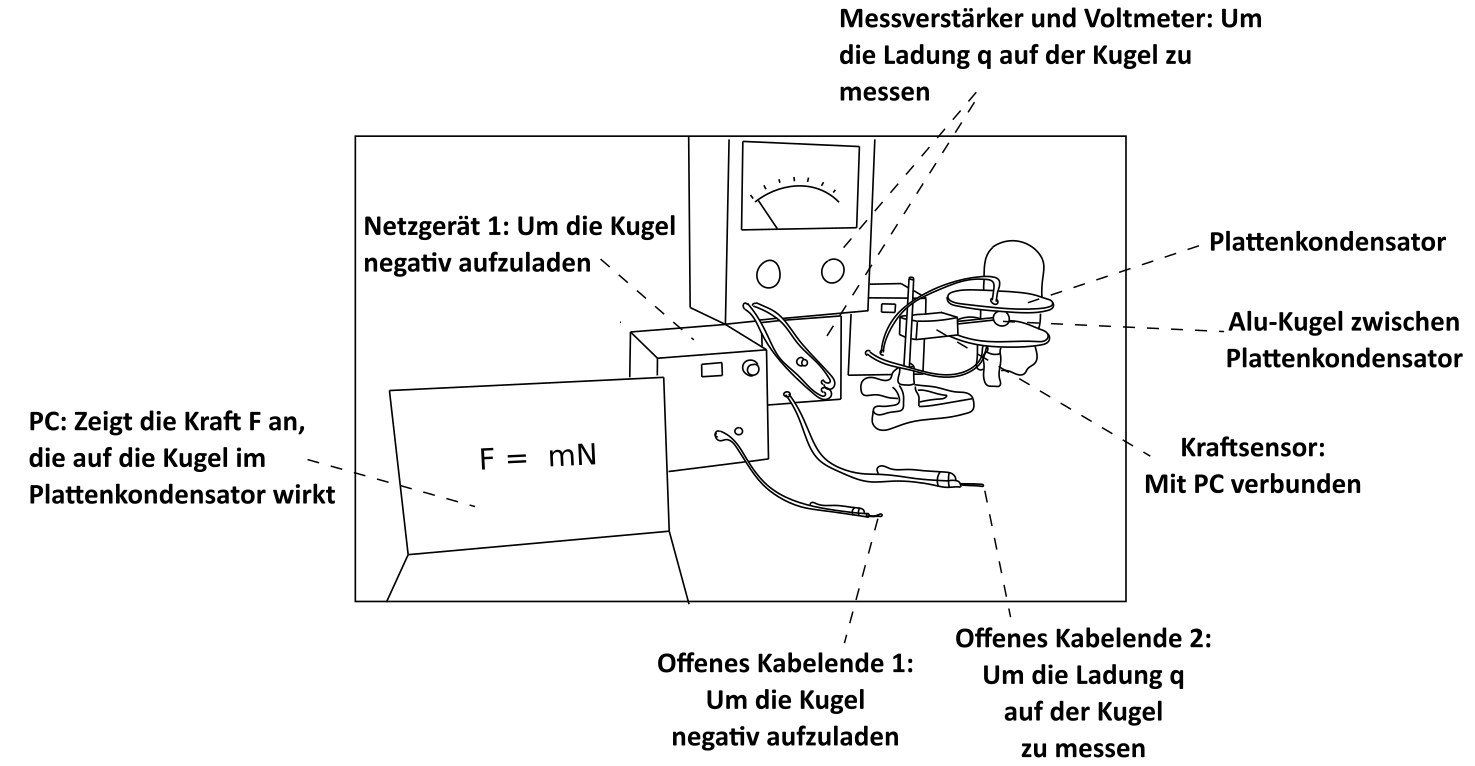 Messverstärker und Voltmeter: Um
die Ladung q auf der Kugel zu
messen
Netzgerät 1: Um die Kugel
negativ aufzuladen
Plattenkondensator
Alu-Kugel zwischen
Plattenkondensator
PC: Zeigt die Kraft F an,
die auf die Kugel im
Plattenkondensator wirkt
F = mN
Kraftsensor:
Mit PC verbunden
Offenes Kabelende 1:
Um die Kugel
negativ aufzuladen
Offenes Kabelende 2:
Um die Ladung q
auf der Kugel
zu messen